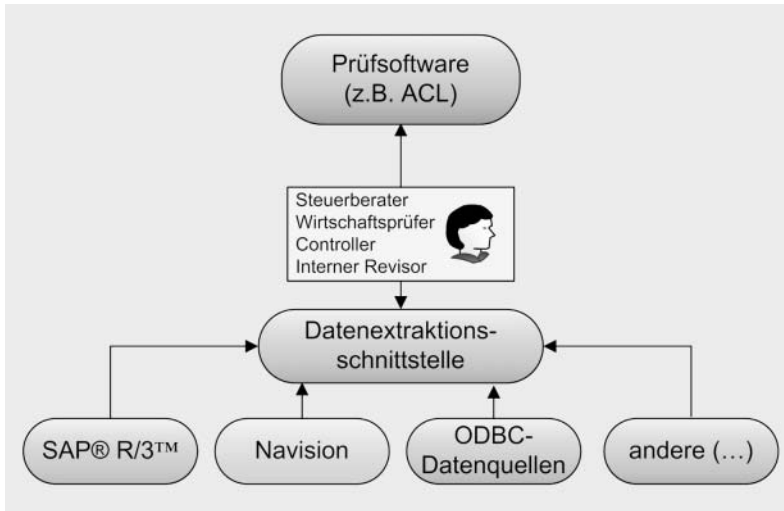 Prüfsoftware
(z.B. ACL)
Steuerberater
Wirtschaftsprüfer
Controller
Interner Revisor
Datenextraktions-
schnittstelle
SAP® R/3™
Navision
ODBC-
Datenquellen
andere (...)